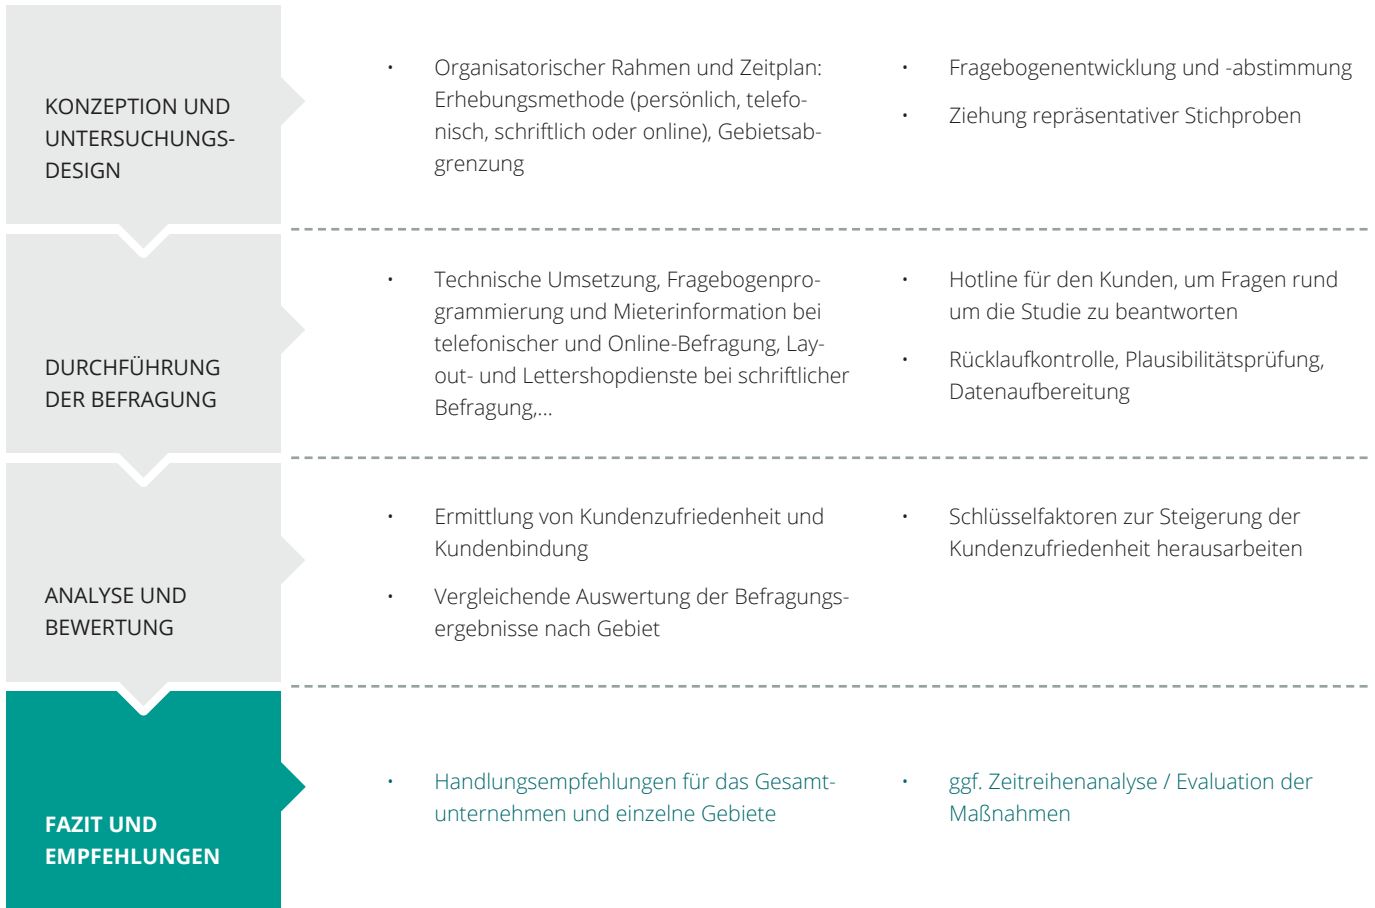 KONZEPTION UND
UNTERSUCHUNGS-
DESIGN
• Organisatorischer Rahmen und Zeitplan:
Erhebungsmethode (persönlich, telefo-
nisch, schriftlich oder online), Gebietsab-
grenzung
• Fragebogenentwicklung und -abstimmung
• Ziehung repräsentativer Stichproben
DURCHFÜHRUNG
DER BEFRAGUNG
• Technische Umsetzung, Fragebogenpro-
grammierung und Mieterinformation bei
telefonischer und Online-Befragung, Lay-
out- und Lettershopdienste bei schriftlicher
Befragung,...
• Hotline für den Kunden, um Fragen rund
um die Studie zu beantworten
• Rücklaufkontrolle, Plausibilitätsprüfung,
Datenaufbereitung
ANALYSE UND
BEWERTUNG
• Ermittlung von Kundenzufriedenheit und
Kundenbindung
• Vergleichende Auswertung der Befragungs-
ergebnisse nach Gebiet
• Schlüsselfaktoren zur Steigerung der
Kundenzufriedenheit herausarbeiten
FAZIT UND
EMPFEHLUNGEN
• Handlungsempfehlungen für das Gesamt-
unternehmen und einzelne Gebiete
• ggf. Zeitreihenanalyse / Evaluation der
Maßnahmen